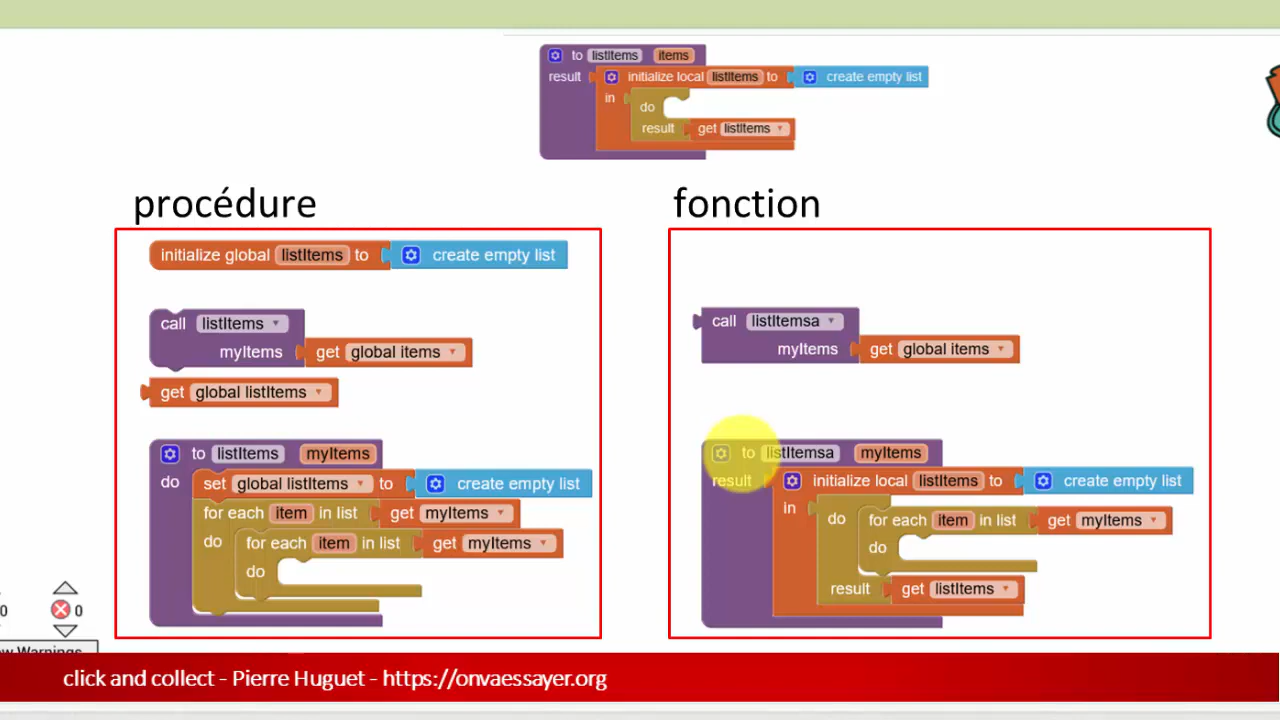 to listItems items
result initialize local listItems to create empty list
in do
result get listItems
procédure
initialize global listItems to create empty list
call listItems
myItems get global items
get global listItems
to listItems myItems
do set global listItems to create empty list
for each item in list get myItems
do for each item in list get myItems
do
fonction
call listItemsa
myItems get global items
to listItemsa myItems
result initialize local listItems to create empty list
in do for each item in list get myItems
do
result get listItems
0 0
Warnings
click and collect - Pierre Huguet - https://onvaessayer.org